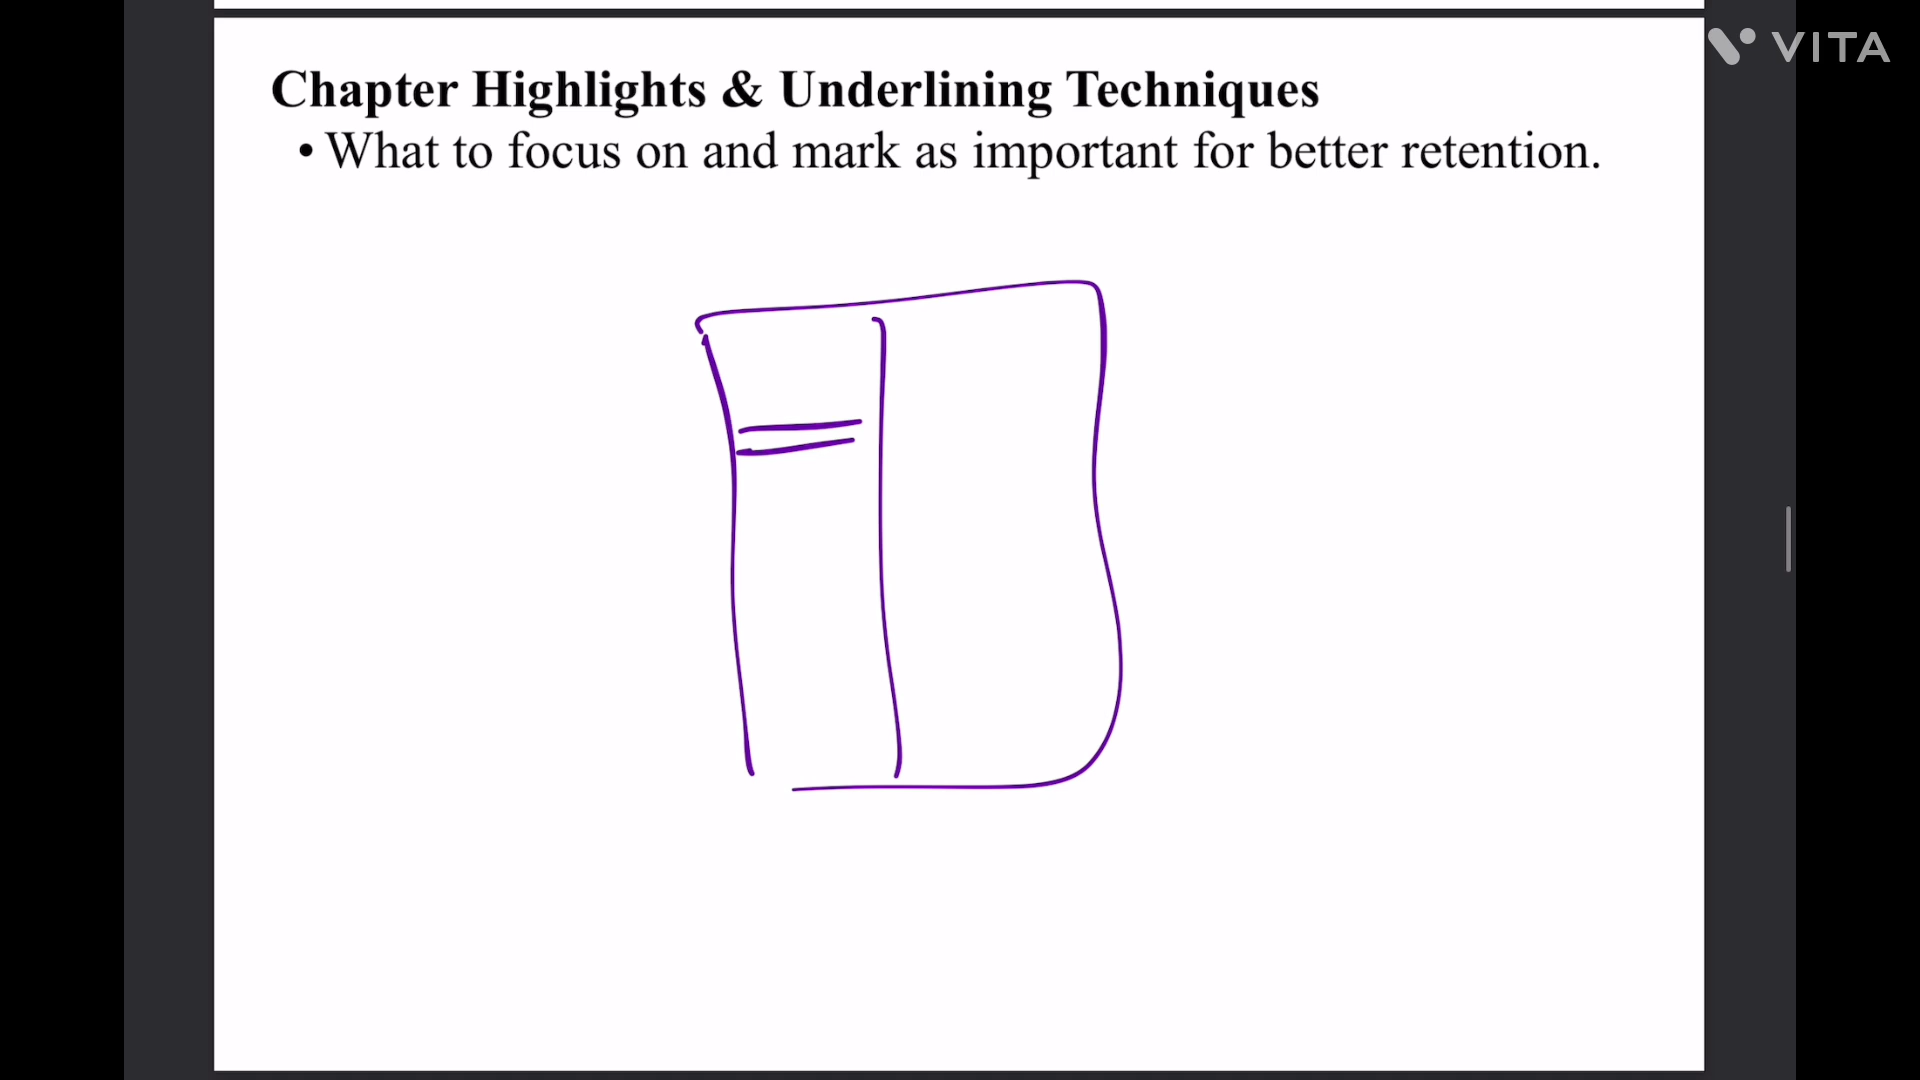 Chapter Highlights & Underlining Techniques
• What to focus on and mark as important for better retention.
VITA